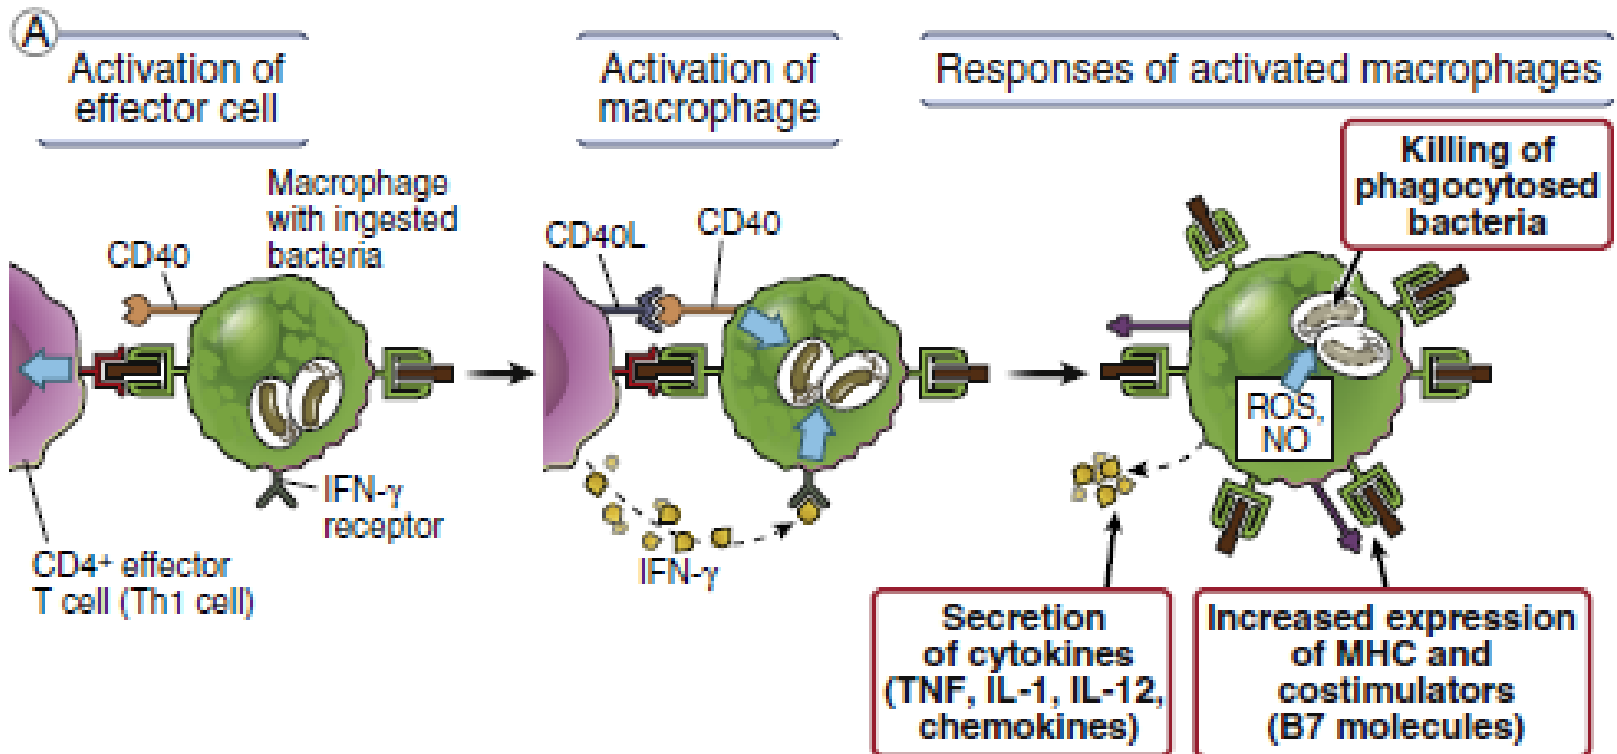 A
Activation of
effector cell
Activation of
macrophage
Responses of activated macrophages
Macrophage
with ingested
bacteria
CD40
IFN-γ
receptor
CD4⁺ effector
T cell (Th1 cell)
CD40L
CD40
IFN-γ
Killing of
phagocytosed
bacteria
ROS,
NO
Secretion
of cytokines
(TNF, IL-1, IL-12,
chemokines)
Increased expression
of MHC and
costimulators
(B7 molecules)